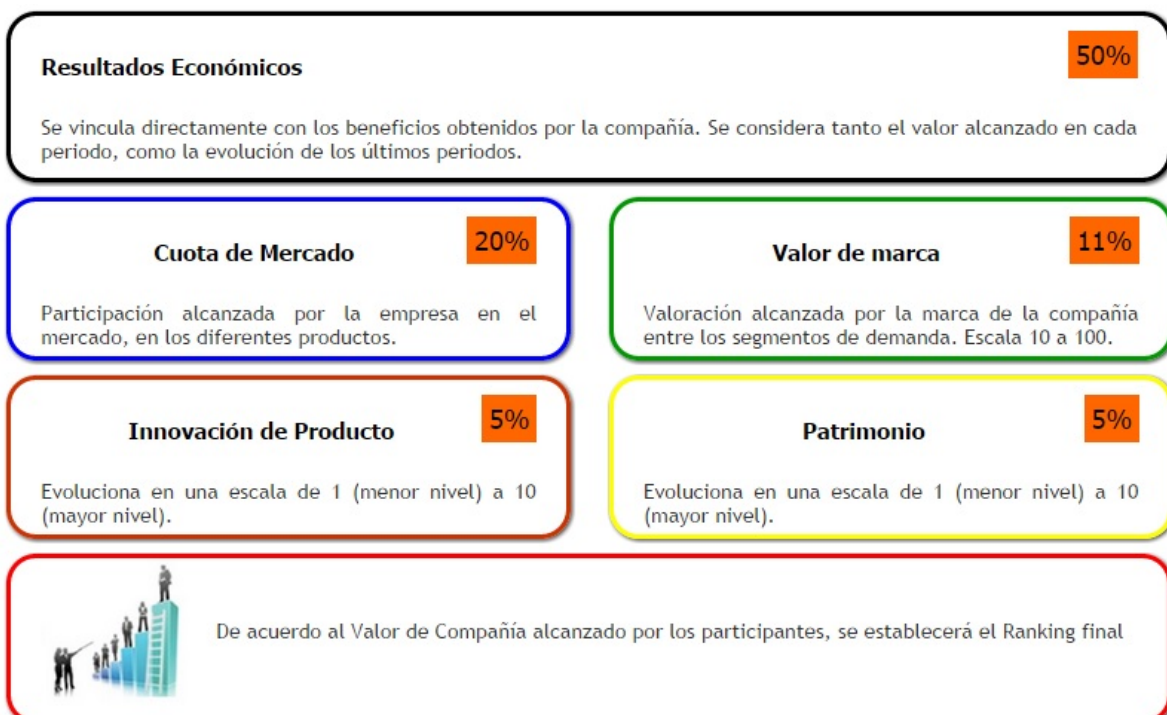 50%
Resultados Económicos
Se vincula directamente con los beneficios obtenidos por la compañía. Se considera tanto el valor alcanzado en cada
periodo, como la evolución de los últimos periodos.
20%
Cuota de Mercado
Participación alcanzada por la empresa en el
mercado, en los diferentes productos.
11%
Valor de marca
Valoración alcanzada por la marca de la compañía
entre los segmentos de demanda. Escala 10 a 100.
5%
Innovación de Producto
Evoluciona en una escala de 1 (menor nivel) a 10
(mayor nivel).
5%
Patrimonio
Evoluciona en una escala de 1 (menor nivel) a 10
(mayor nivel).
De acuerdo al Valor de Compañía alcanzado por los participantes, se establecerá el Ranking final